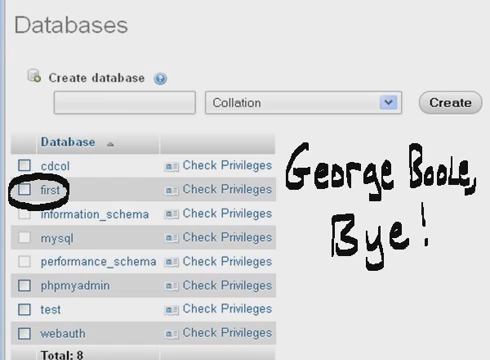 Databases
Create database
Collation
Create
Database
cdcol Check Privileges
first Check Privileges
information_schema Check Privileges
mysql Check Privileges
performance_schema Check Privileges
phpmyadmin Check Privileges
test Check Privileges
webauth Check Privileges
Total: 8
George Boole,
Bye!